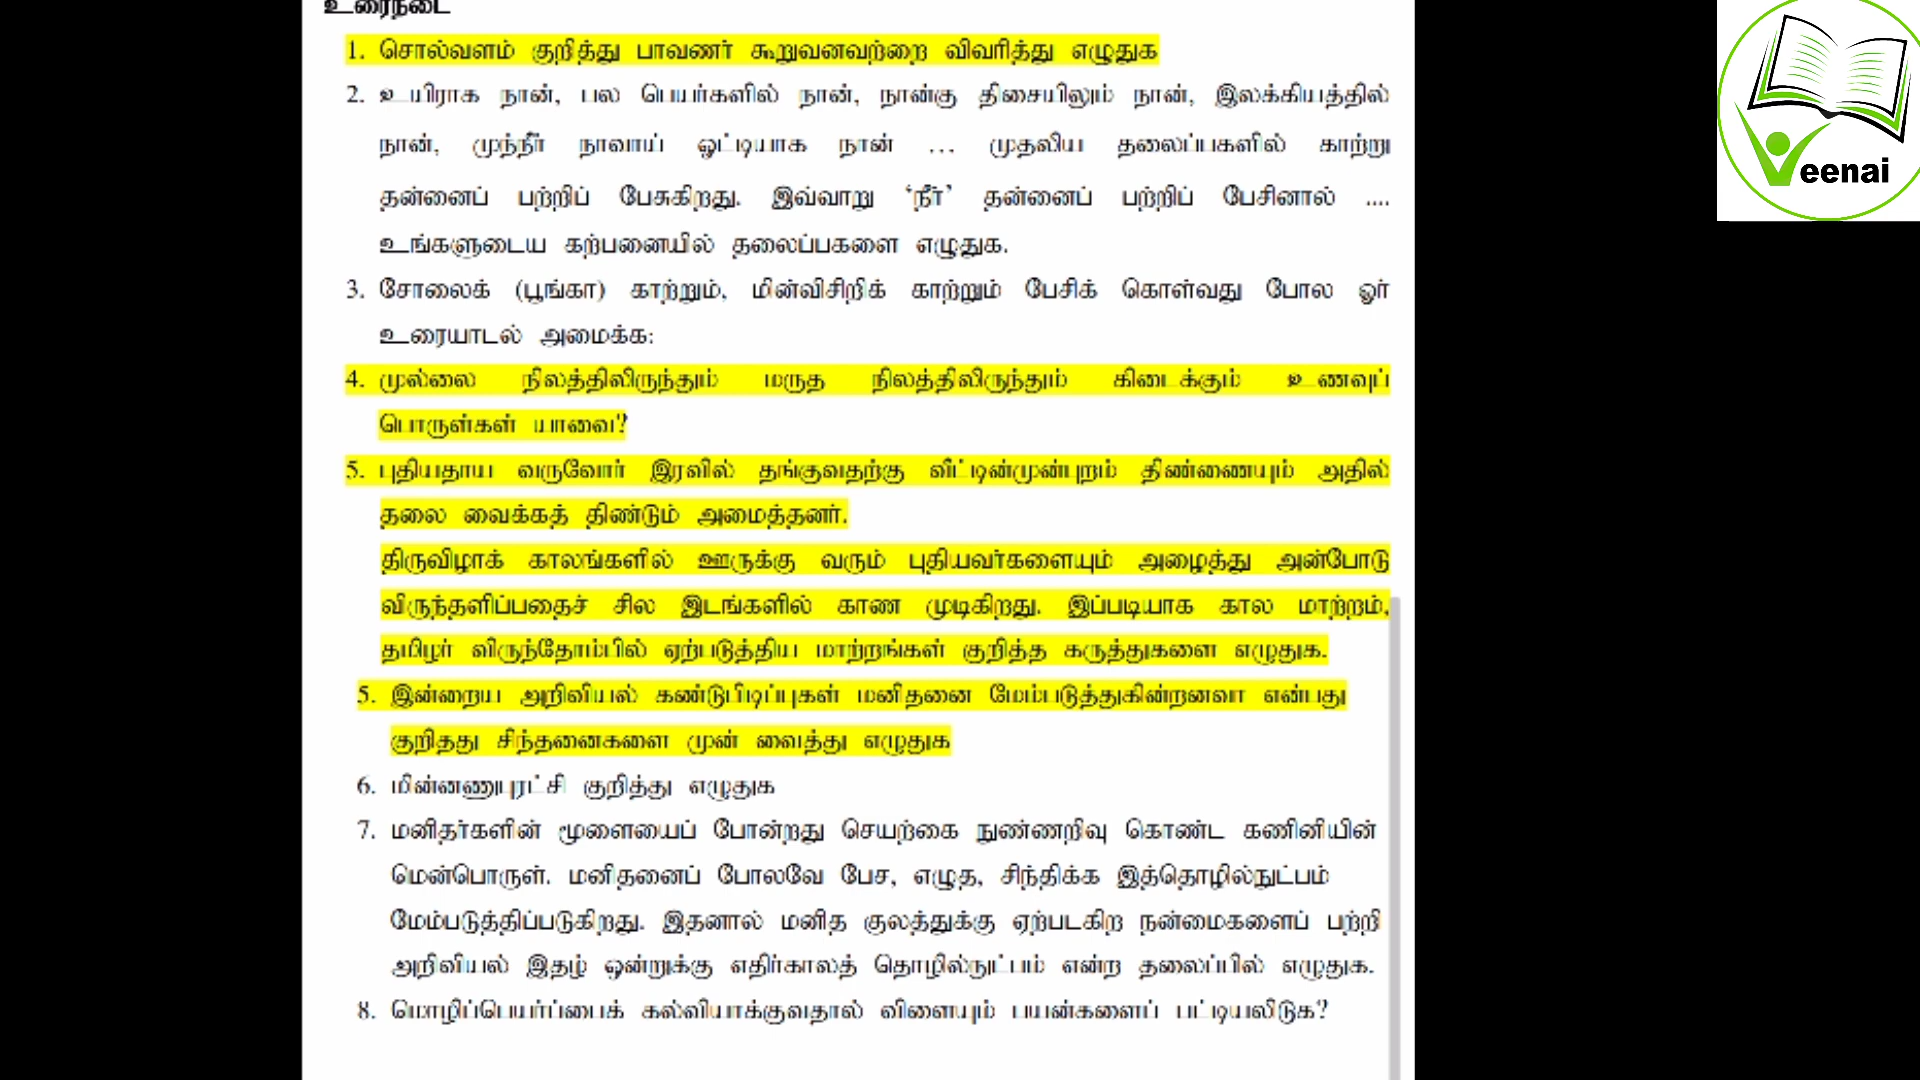 உரைநடை
1. சொல்வளம் குறித்து பாவணர் கூறுவனவற்றை விவரித்து எழுதுக
2. உயிராக நான், பல பெயர்களில் நான், நான்கு திசையிலும் நான், இலக்கியத்தில்
நான், முந்நீர் நாவாய் ஓட்டியாக நான் ... முதலிய தலைப்பகளில் காற்று
தன்னைப் பற்றிப் பேசுகிறது. இவ்வாறு ‘நீர்’ தன்னைப் பற்றிப் பேசினால் ....
உங்களுடைய கற்பனையில் தலைப்பகளை எழுதுக.
3. சோலைக் (பூங்கா) காற்றும், மின்விசிறிக் காற்றும் பேசிக் கொள்வது போல ஓர்
உரையாடல் அமைக்க:
4. முல்லை நிலத்திலிருந்தும் மருத நிலத்திலிருந்தும் கிடைக்கும் உணவுப்
பொருள்கள் யாவை?
5. புதியதாய வருவோர் இரவில் தங்குவதற்கு வீட்டின்முன்புறம் திண்ணையும் அதில்
தலை வைக்கத் திண்டும் அமைத்தனர்.
திருவிழாக் காலங்களில் ஊருக்கு வரும் புதியவர்களையும் அழைத்து அன்போடு
விருந்தளிப்பதைச் சில இடங்களில் காண முடிகிறது. இப்படியாக கால மாற்றம்,
தமிழர் விருந்தோம்பில் ஏற்படுத்திய மாற்றங்கள் குறித்த கருத்துகளை எழுதுக.
5. இன்றைய அறிவியல் கண்டுபிடிப்புகள் மனிதனை மேம்படுத்துகின்றனவா என்பது
குறிதது சிந்தனைகளை முன் வைத்து எழுதுக
6. மின்னணுபுரட்சி குறித்து எழுதுக
7. மனிதர்களின் மூளையைப் போன்றது செயற்கை நுண்ணறிவு கொண்ட கணினியின்
மென்பொருள். மனிதனைப் போலவே பேச, எழுத, சிந்திக்க இத்தொழில்நுட்பம்
மேம்படுத்திப்படுகிறது. இதனால் மனித குலத்துக்கு ஏற்படகிற நன்மைகளைப் பற்றி
அறிவியல் இதழ் ஒன்றுக்கு எதிர்காலத் தொழில்நுட்பம் என்ற தலைப்பில் எழுதுக.
8. மொழிப்பெயர்ப்பைக் கல்வியாக்குவதால் விளையும் பயன்களைப் பட்டியலிடுக?
Veenai